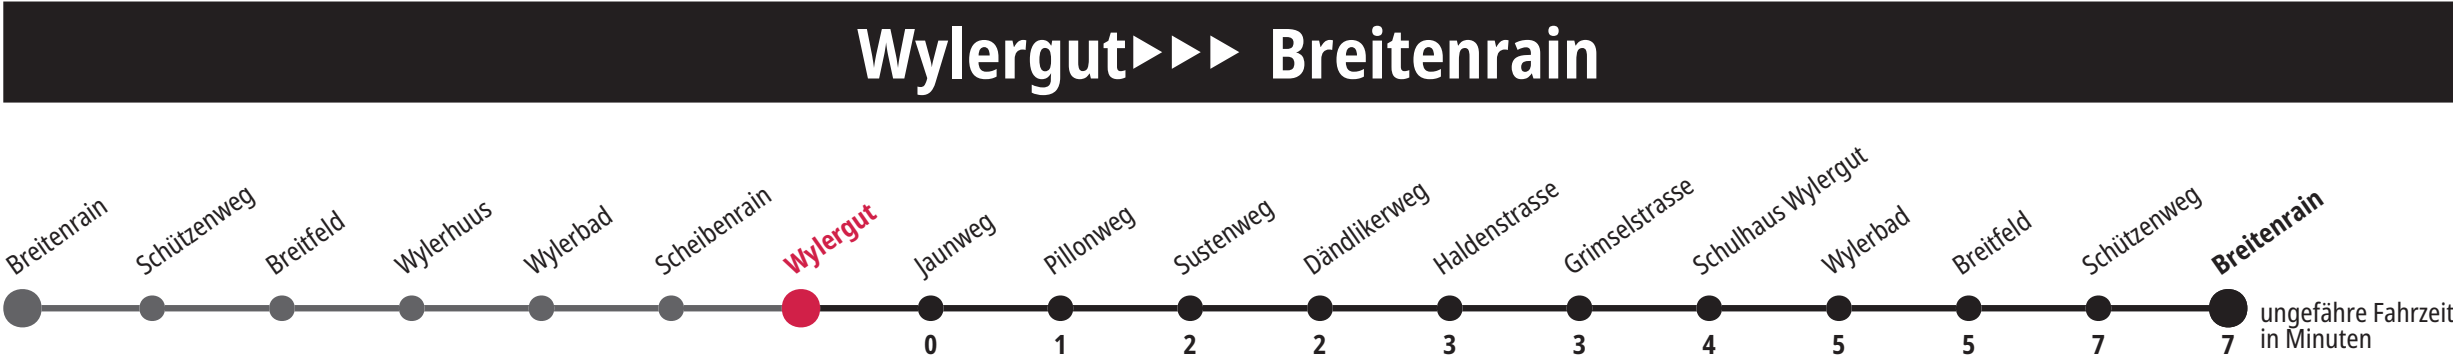 Wylergut▶▶▶ Breitenrain
Breitenrain
Schützenweg
Breitfeld
Wylerhuus
Wylerbad
Scheibenrain
Wylergut
Jaunweg
Pillonweg
Sustenweg
Dändlikerweg
Haldenstrasse
Grimselstrasse
Schulhaus Wylergut
Wylerbad
Breitfeld
Schützenweg
Breitenrain
0 1 2 2 3 3 4 5 5 7 7
ungefähre Fahrzeit
in Minuten